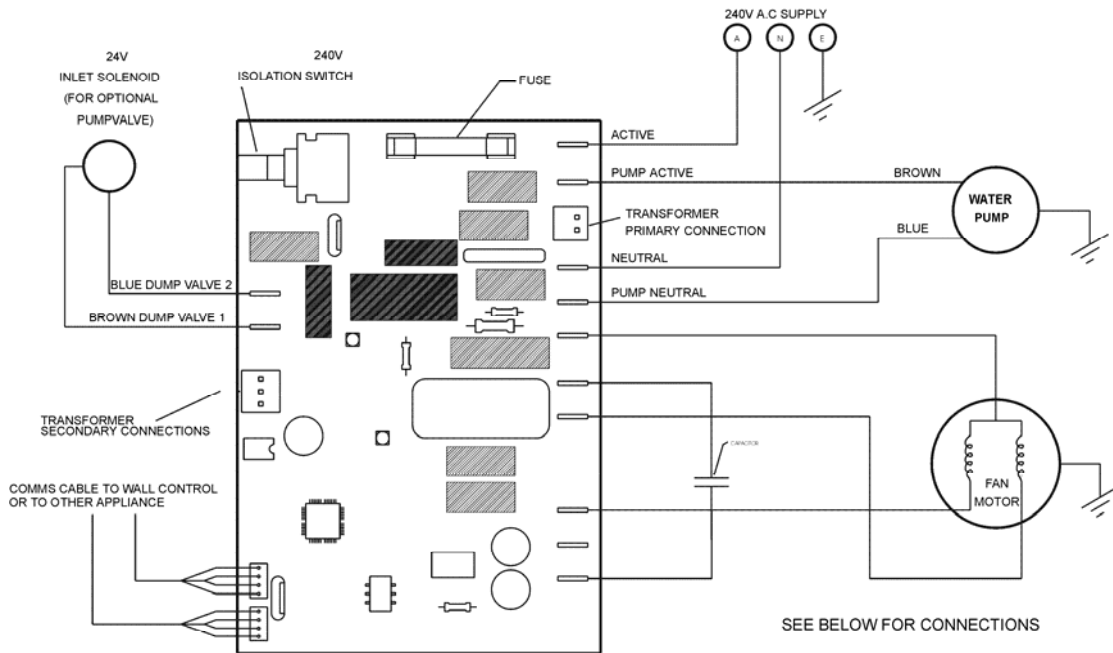 240V A.C SUPPLY
A N E
24V
INLET SOLENOID
(FOR OPTIONAL
PUMPVALVE)
240V
ISOLATION SWITCH
FUSE
ACTIVE
PUMP ACTIVE
BROWN
WATER
PUMP
TRANSFORMER
PRIMARY CONNECTION
BLUE
NEUTRAL
BLUE DUMP VALVE 2
PUMP NEUTRAL
BROWN DUMP VALVE 1
TRANSFORMER
SECONDARY CONNECTIONS
CAPACITOR
FAN
MOTOR
COMMS CABLE TO WALL CONTROL
OR TO OTHER APPLIANCE
SEE BELOW FOR CONNECTIONS